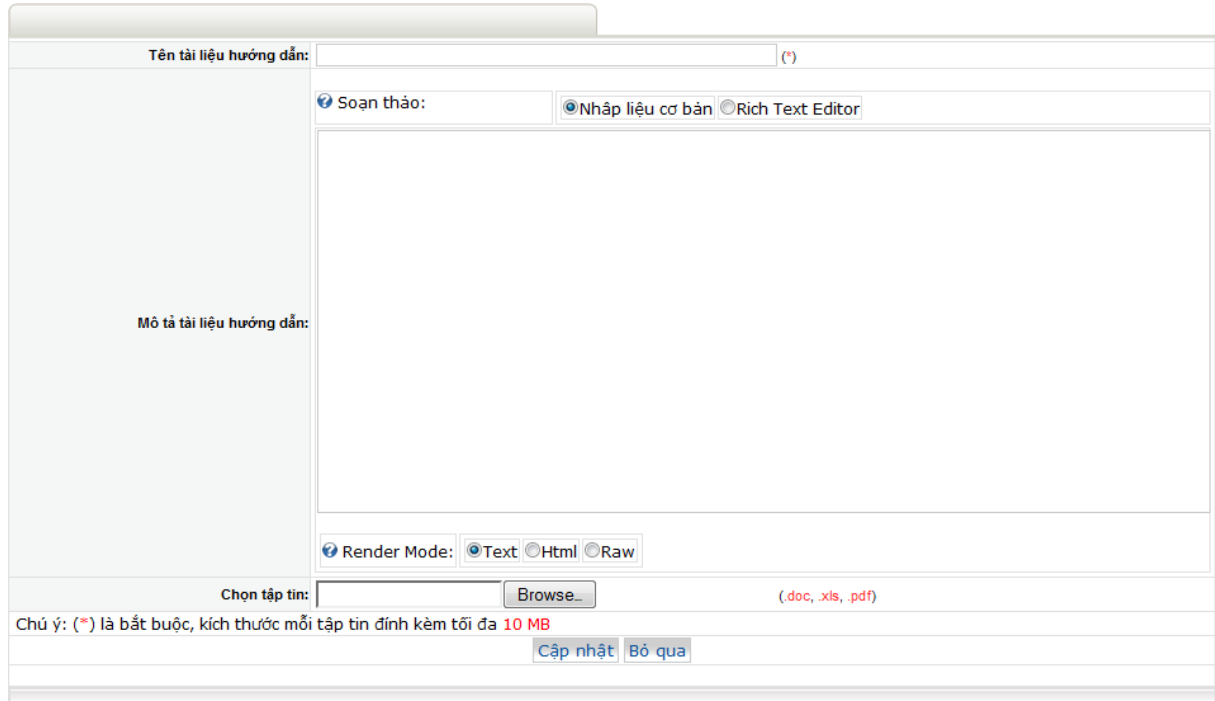 Tên tài liệu hướng dẫn: (*)
Soạn thảo: Nhâp liệu cơ bản Rich Text Editor
Mô tả tài liệu hướng dẫn:
Render Mode: Text Html Raw
Chọn tập tin: Browse... (.doc, .xls, .pdf)
Chú ý: (*) là bắt buộc, kích thước mỗi tập tin đính kèm tối đa 10 MB
Cập nhật Bỏ qua